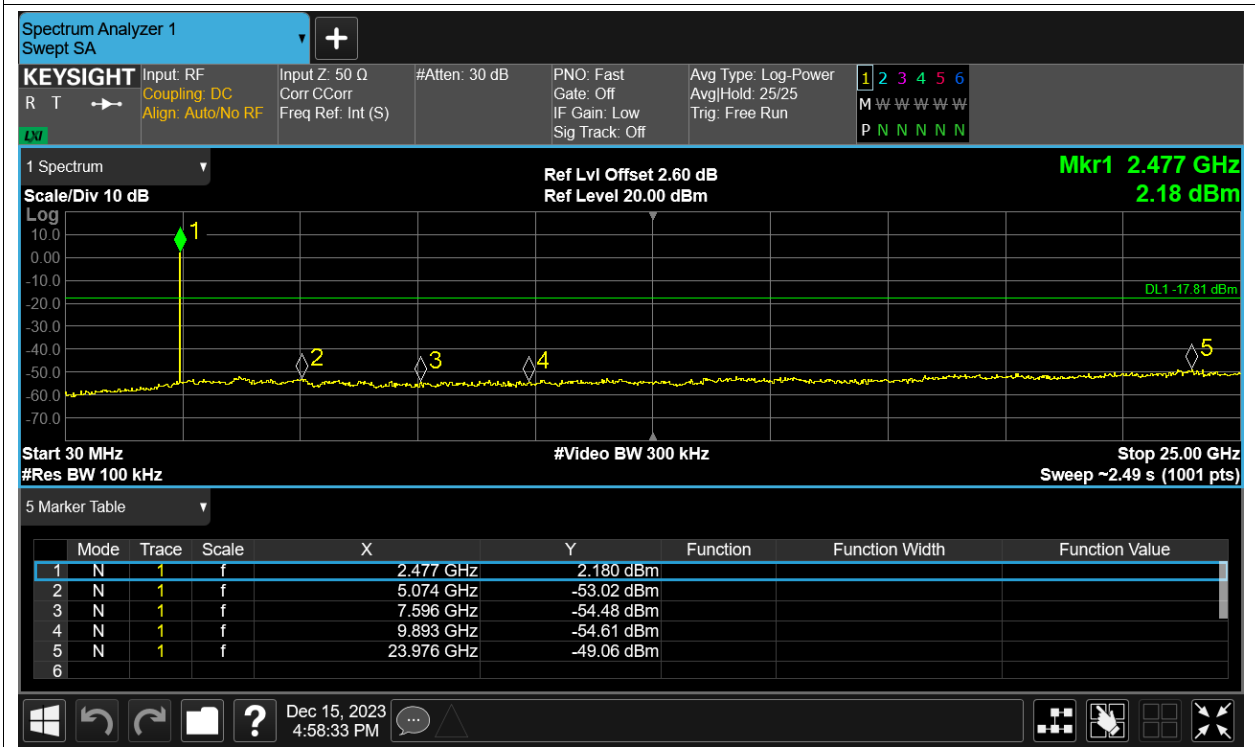 Spectrum Analyzer 1
Swept SA
+
KEYSIGHT Input: RF Input Z: 50 Ω #Atten: 30 dB PNO: Fast Avg Type: Log-Power 1 2 3 4 5 6
R T Coupling: DC Corr CCorr Gate: Off Avg|Hold: 25/25 M W W W W W
Align: Auto/No RF Freq Ref: Int (S) IF Gain: Low Trig: Free Run
LXI Sig Track: Off P N N N N N
1 Spectrum Ref Lvl Offset 2.60 dB Mkr1 2.477 GHz
Scale/Div 10 dB Ref Level 20.00 dBm 2.18 dBm
Log
10.0 1
0.00
-10.0
DL1 -17.81 dBm
-20.0
-30.0
-40.0 2 3 4 5
-50.0
-60.0
-70.0
Start 30 MHz #Video BW 300 kHz Stop 25.00 GHz
#Res BW 100 kHz Sweep ~2.49 s (1001 pts)
5 Marker Table
Mode Trace Scale X Y Function Function Width Function Value
1 N 1 f 2.477 GHz 2.180 dBm
2 N 1 f 5.074 GHz -53.02 dBm
3 N 1 f 7.596 GHz -54.48 dBm
4 N 1 f 9.893 GHz -54.61 dBm
5 N 1 f 23.976 GHz -49.06 dBm
6
? Dec 15, 2023
4:58:33 PM